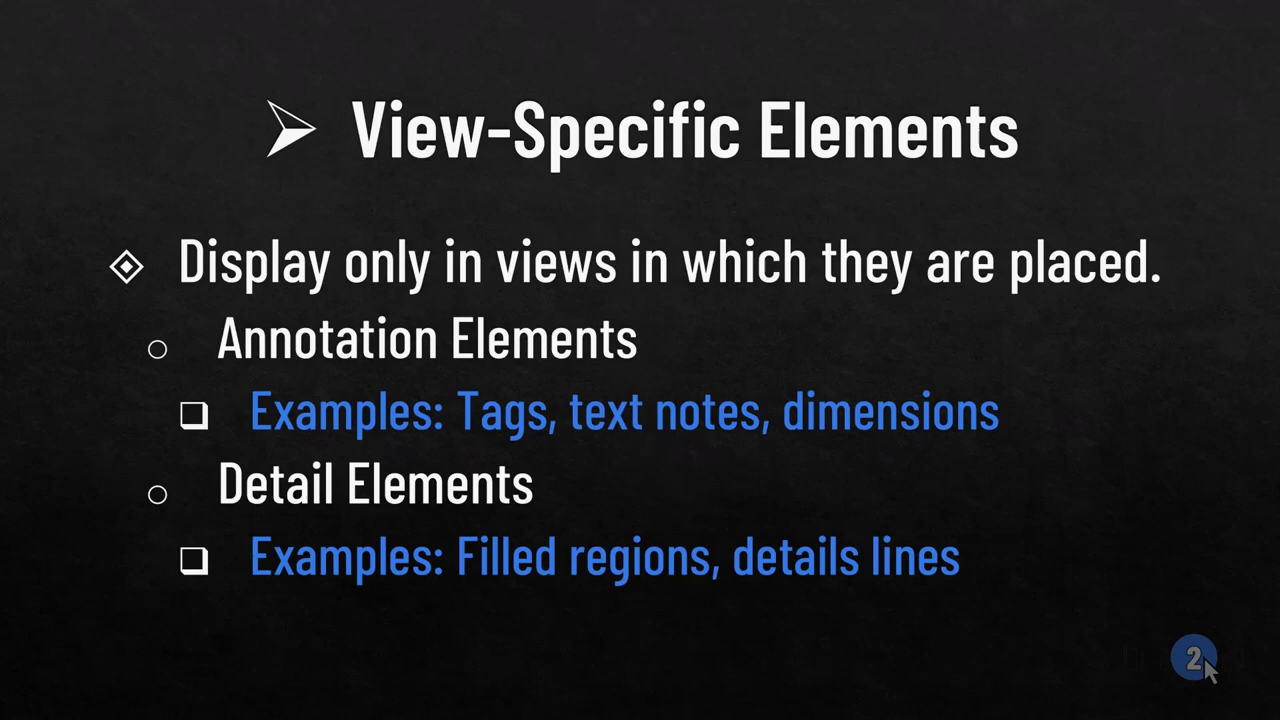 View-Specific Elements
Display only in views in which they are placed.
Annotation Elements
Examples: Tags, text notes, dimensions
Detail Elements
Examples: Filled regions, details lines
2